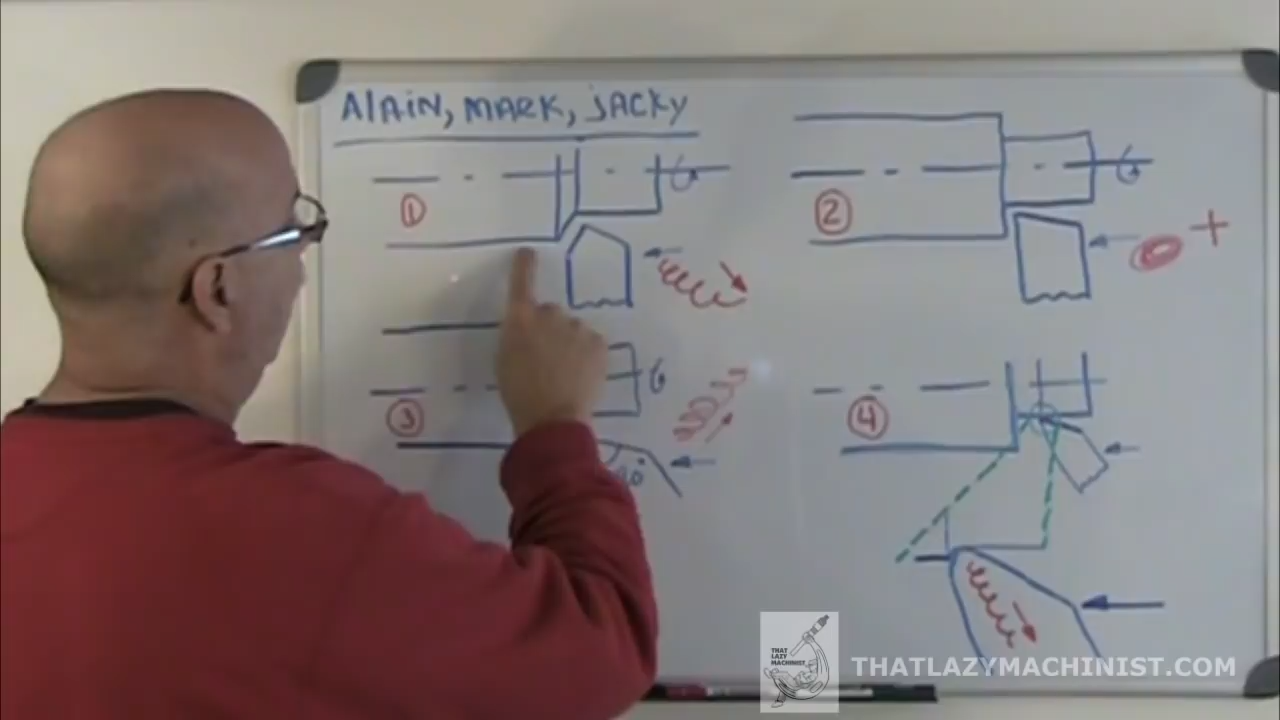 Alain, MARK, jACKy
1
2
+
3
4
THAT
LAZY
MACHINIST
THATLAZYMACHINIST.COM